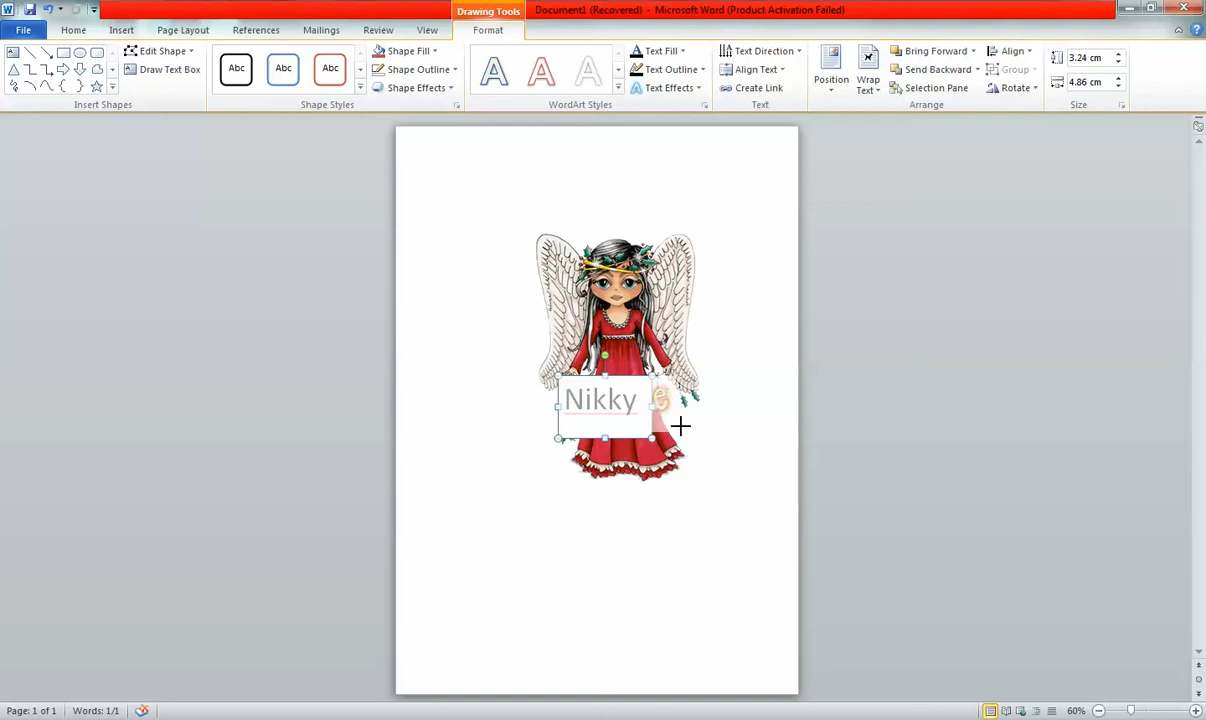 Drawing Tools
Document1 (Recovered) - Microsoft Word (Product Activation Failed)
File Home Insert Page Layout References Mailings Review View Format
Edit Shape
Draw Text Box
Insert Shapes
Abc Abc Abc
Shape Fill
Shape Outline
Shape Effects
Shape Styles
A A A
Text Fill
Text Outline
Text Effects
WordArt Styles
Text Direction
Align Text
Create Link
Text
Position
Wrap Text
Bring Forward
Send Backward
Selection Pane
Align
Group
Rotate
Arrange
3.24 cm
4.86 cm
Size
Nikky
Page: 1 of 1 Words: 1/1 60%